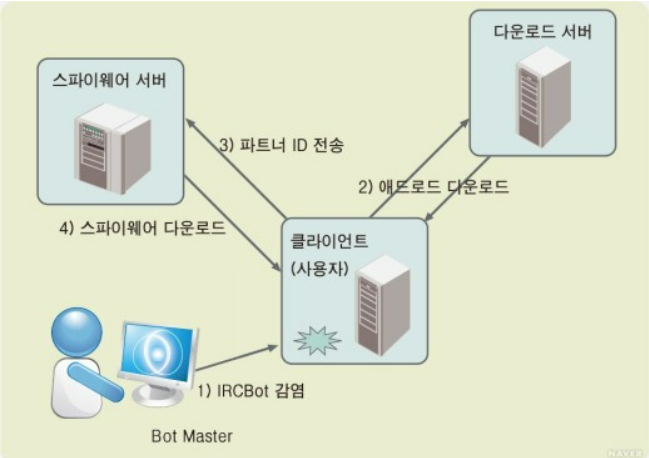 다운로드 서버
스파이웨어 서버
3) 파트너 ID 전송
2) 애드로드 다운로드
4) 스파이웨어 다운로드
클라이언트
(사용자)
1) IRCBot 감염
Bot Master
NAVER